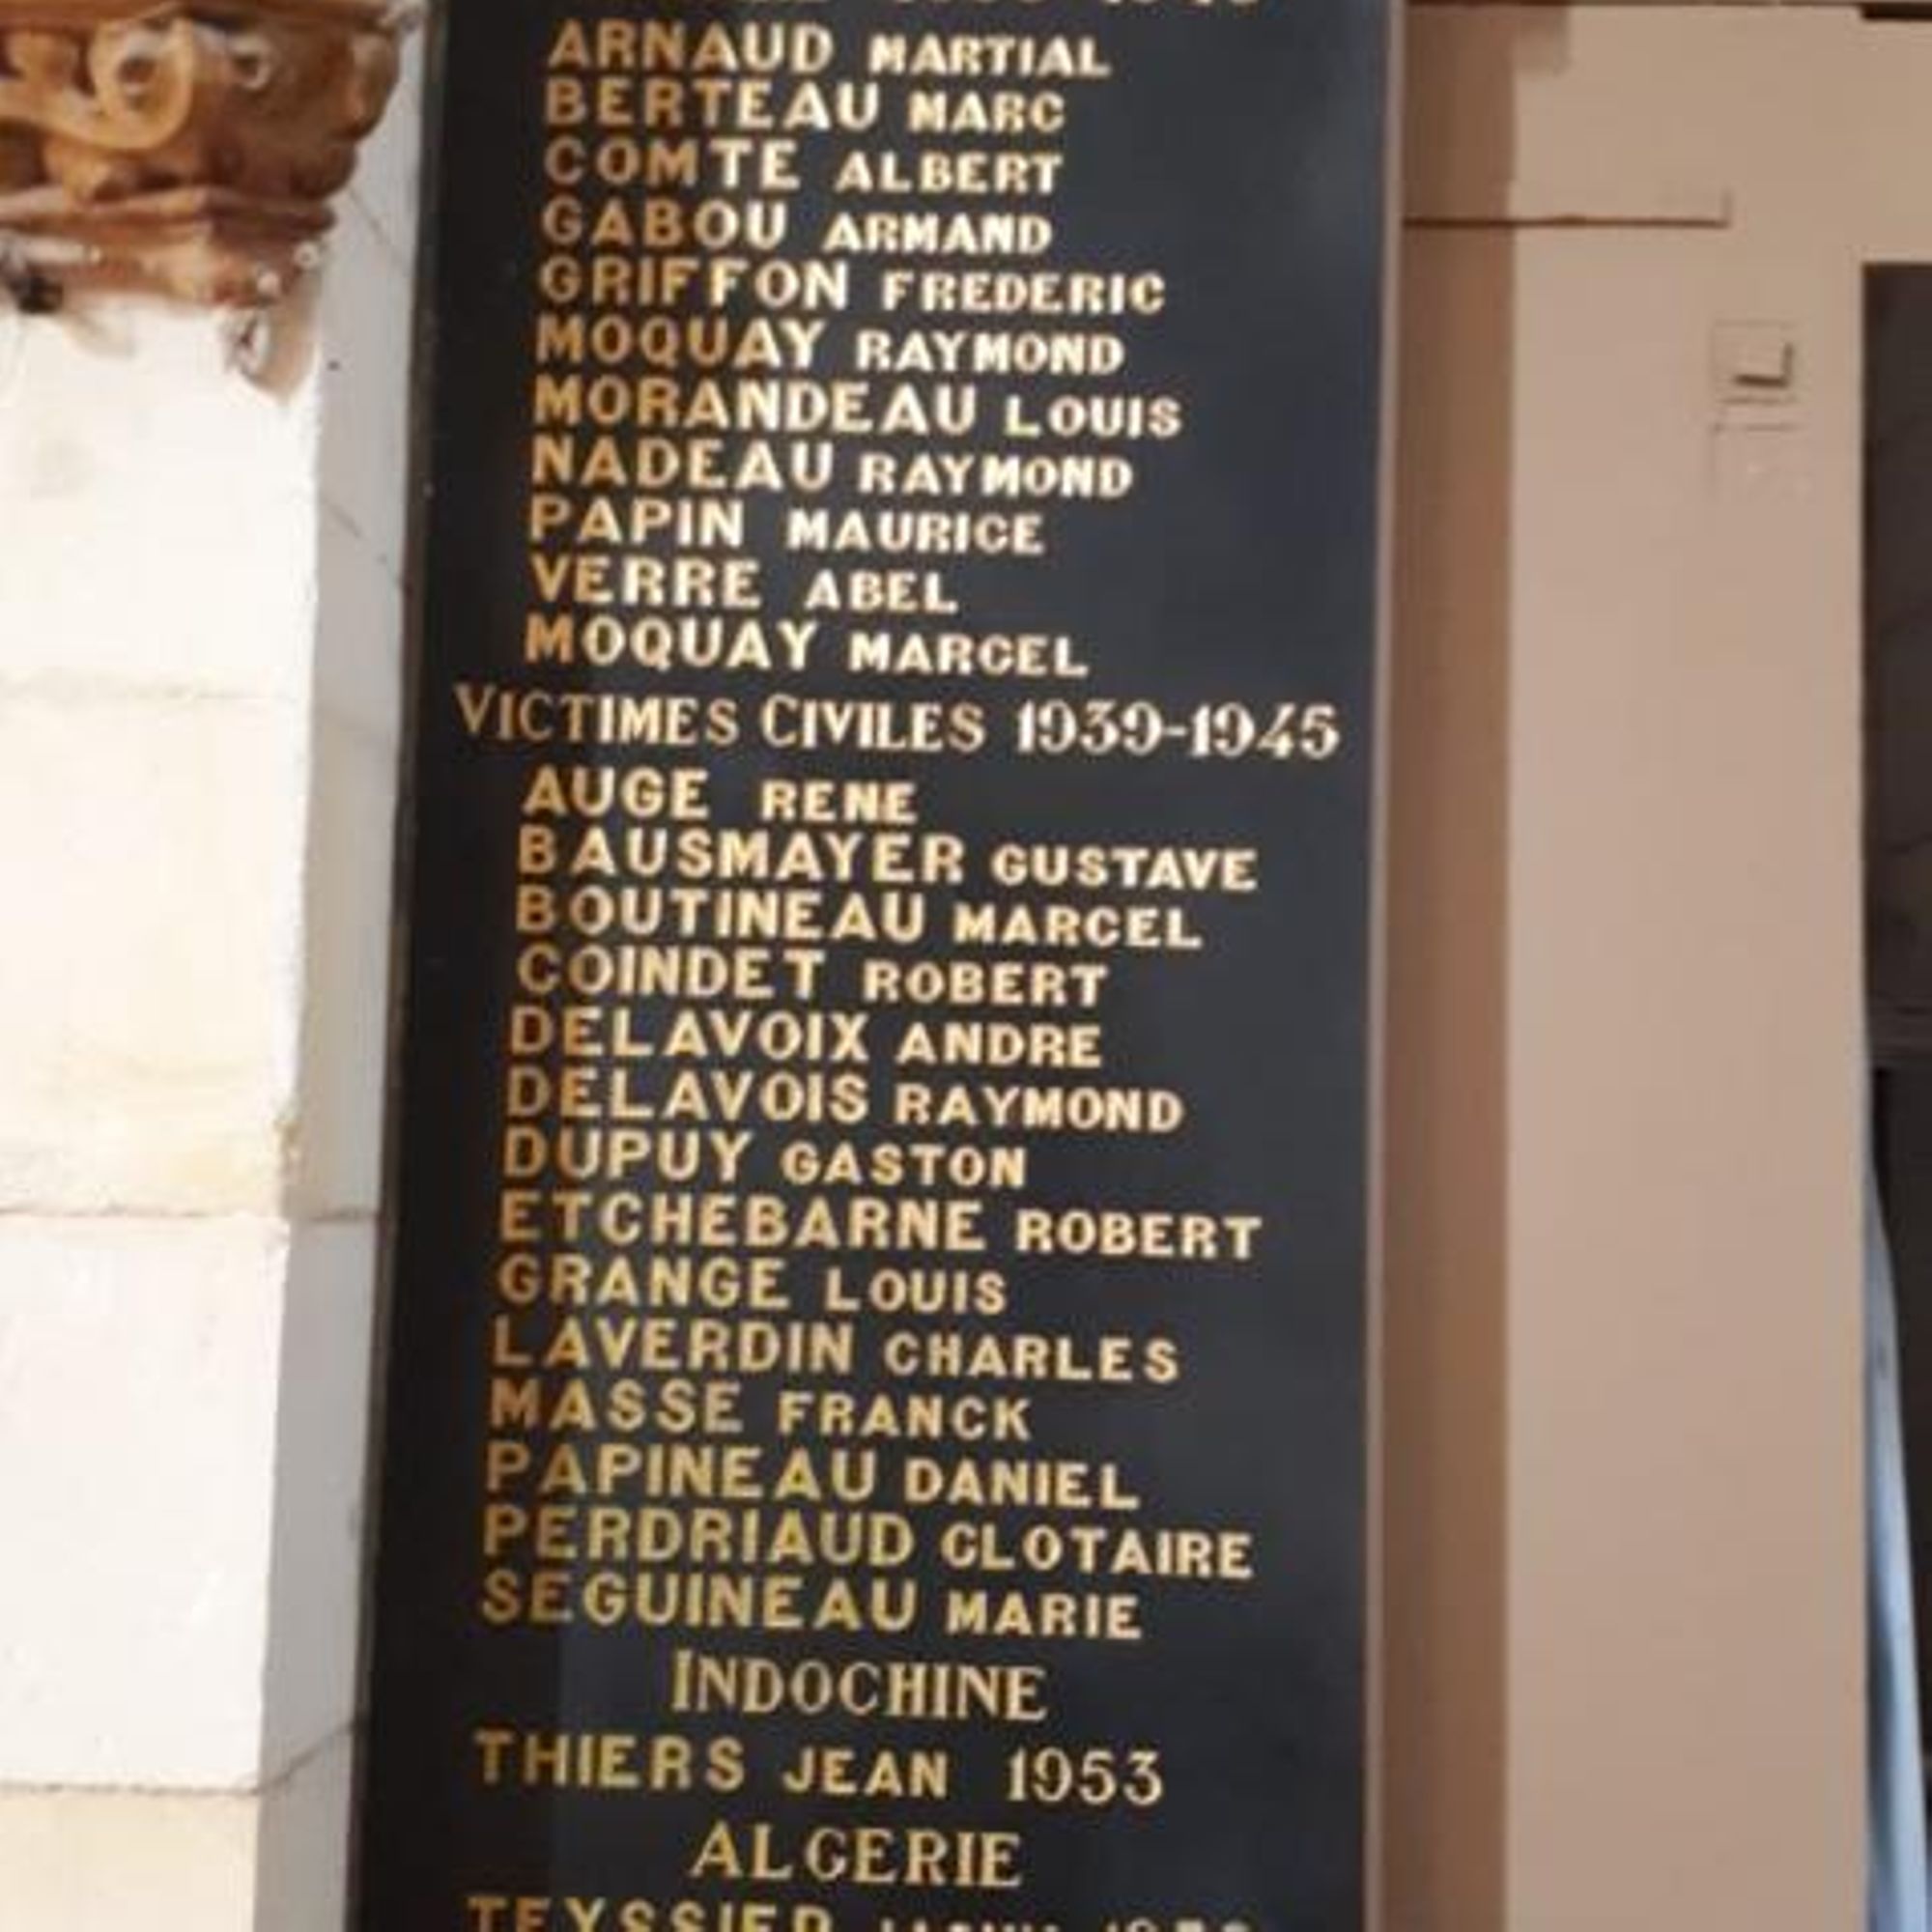 ARNAUD MARTIAL
BERTEAU MARC
COMTE ALBERT
GABOU ARMAND
GRIFFON FREDERIC
MOQUAY RAYMOND
MORANDEAU LOUIS
NADEAU RAYMOND
PAPIN MAURICE
VERRE ABEL
MOQUAY MARCEL
VICTIMES CIVILES 1939-1945
AUGE RENE
BAUSMAYER GUSTAVE
BOUTINEAU MARCEL
COINDET ROBERT
DELAVOIX ANDRE
DELAVOIS RAYMOND
DUPUY GASTON
ETCHEBARNE ROBERT
GRANGE LOUIS
LAVERDIN CHARLES
MASSE FRANCK
PAPINEAU DANIEL
PERDRIAUD CLOTAIRE
SEGUINEAU MARIE
INDOCHINE
THIERS JEAN 1953
ALGERIE
TEYSSIER